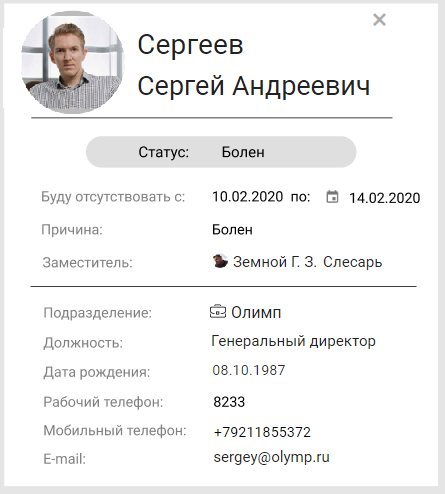 Сергеев
Сергей Андреевич
Статус: Болен
Буду отсутствовать с: 10.02.2020 по: 14.02.2020
Причина: Болен
Заместитель: Земной Г. З. Слесарь
Подразделение: Олимп
Должность: Генеральный директор
Дата рождения: 08.10.1987
Рабочий телефон: 8233
Мобильный телефон: +79211855372
E-mail: sergey@olymp.ru